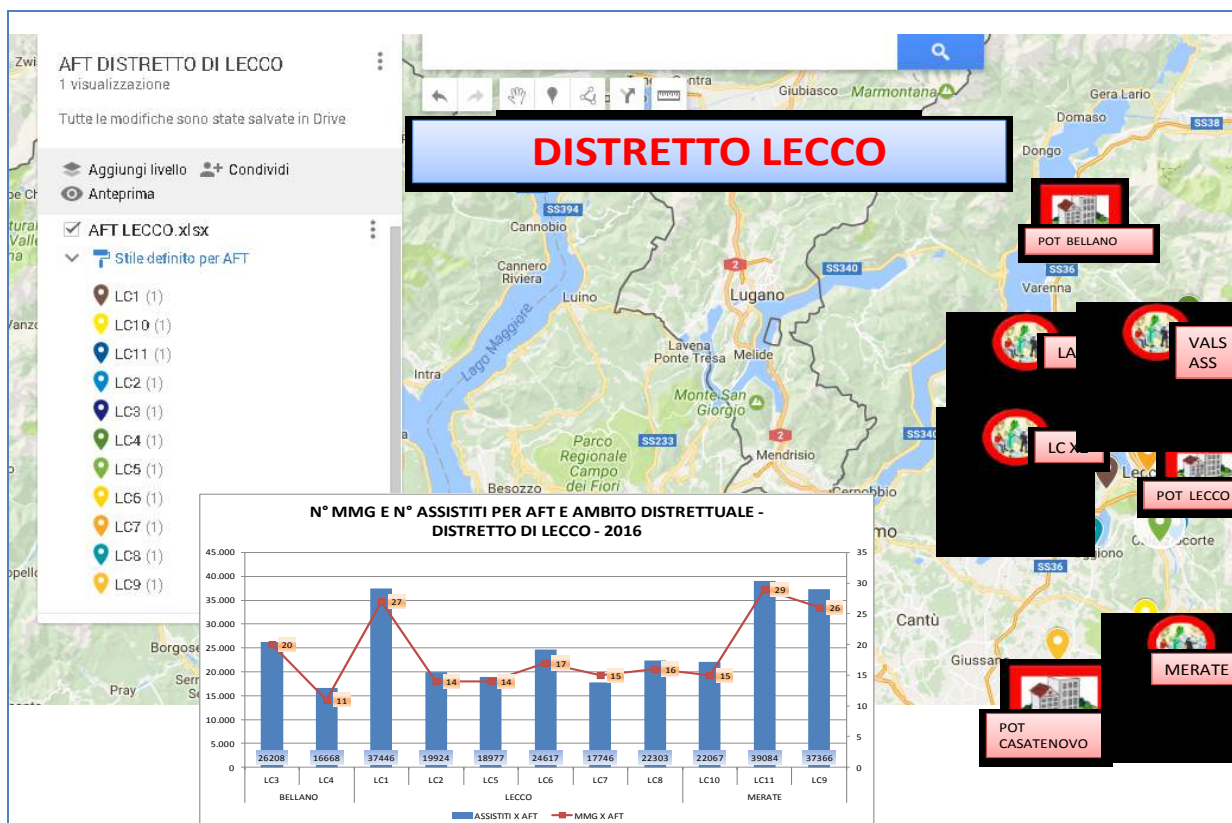 AFT DISTRETTO DI LECCO
1 visualizzazione
Tutte le modifiche sono state salvate in Drive
Aggiungi livello
Condividi
Anteprima
AFT LECCO.xlsx
Stile definito per AFT
LC1 (1)
LC10 (1)
LC11 (1)
LC2 (1)
LC3 (1)
LC4 (1)
LC5 (1)
LC6 (1)
LC7 (1)
LC8 (1)
LC9 (1)
DISTRETTO LECCO
Giubiasco
Marmontana
Gera Lario
Domaso
SS38
Dongo
POT BELLANO
SS36
Varenna
SS394
Cannobio
Cannero
Riviera
Luino
Lago Maggiore
Intra
2
SS340
Lugano
Lavena
Ponte Tresa
Melide
Monte San
Giorgio
SS233
2
Mendrisio
SS340
Parco
Regionale
Campo
dei Fiori
Besozzo
LA
VALS
ASS
LC
POT LECCO
SS36
Cantù
Giussano
MERATE
POT
CASATENOVO
Pray
N° MMG E N° ASSISTITI PER AFT E AMBITO DISTRETTUALE -
DISTRETTO DI LECCO - 2016
45.000
40.000
35.000
30.000
25.000
20.000
15.000
10.000
5.000
0
35
30
25
20
15
10
5
0
20
11
27
14
14
17
15
16
15
29
26
26208
16668
37446
19924
18977
24617
17746
22303
22067
39084
37366
LC3
LC4
LC1
LC2
LC5
LC6
LC7
LC8
LC10
LC11
LC9
BELLANO
LECCO
MERATE
ASSISTITI X AFT
MMG X AFT